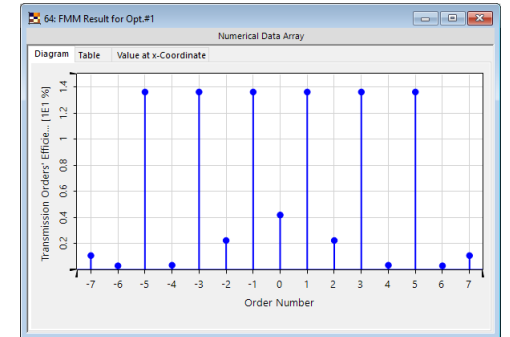 64: FMM Result for Opt.#1
Numerical Data Array
Diagram Table Value at x-Coordinate
Transmission Orders' Efficie... [1E1 %]
1.4
1.2
1
0.8
0.6
0.4
0.2
-7 -6 -5 -4 -3 -2 -1 0 1 2 3 4 5 6 7
Order Number